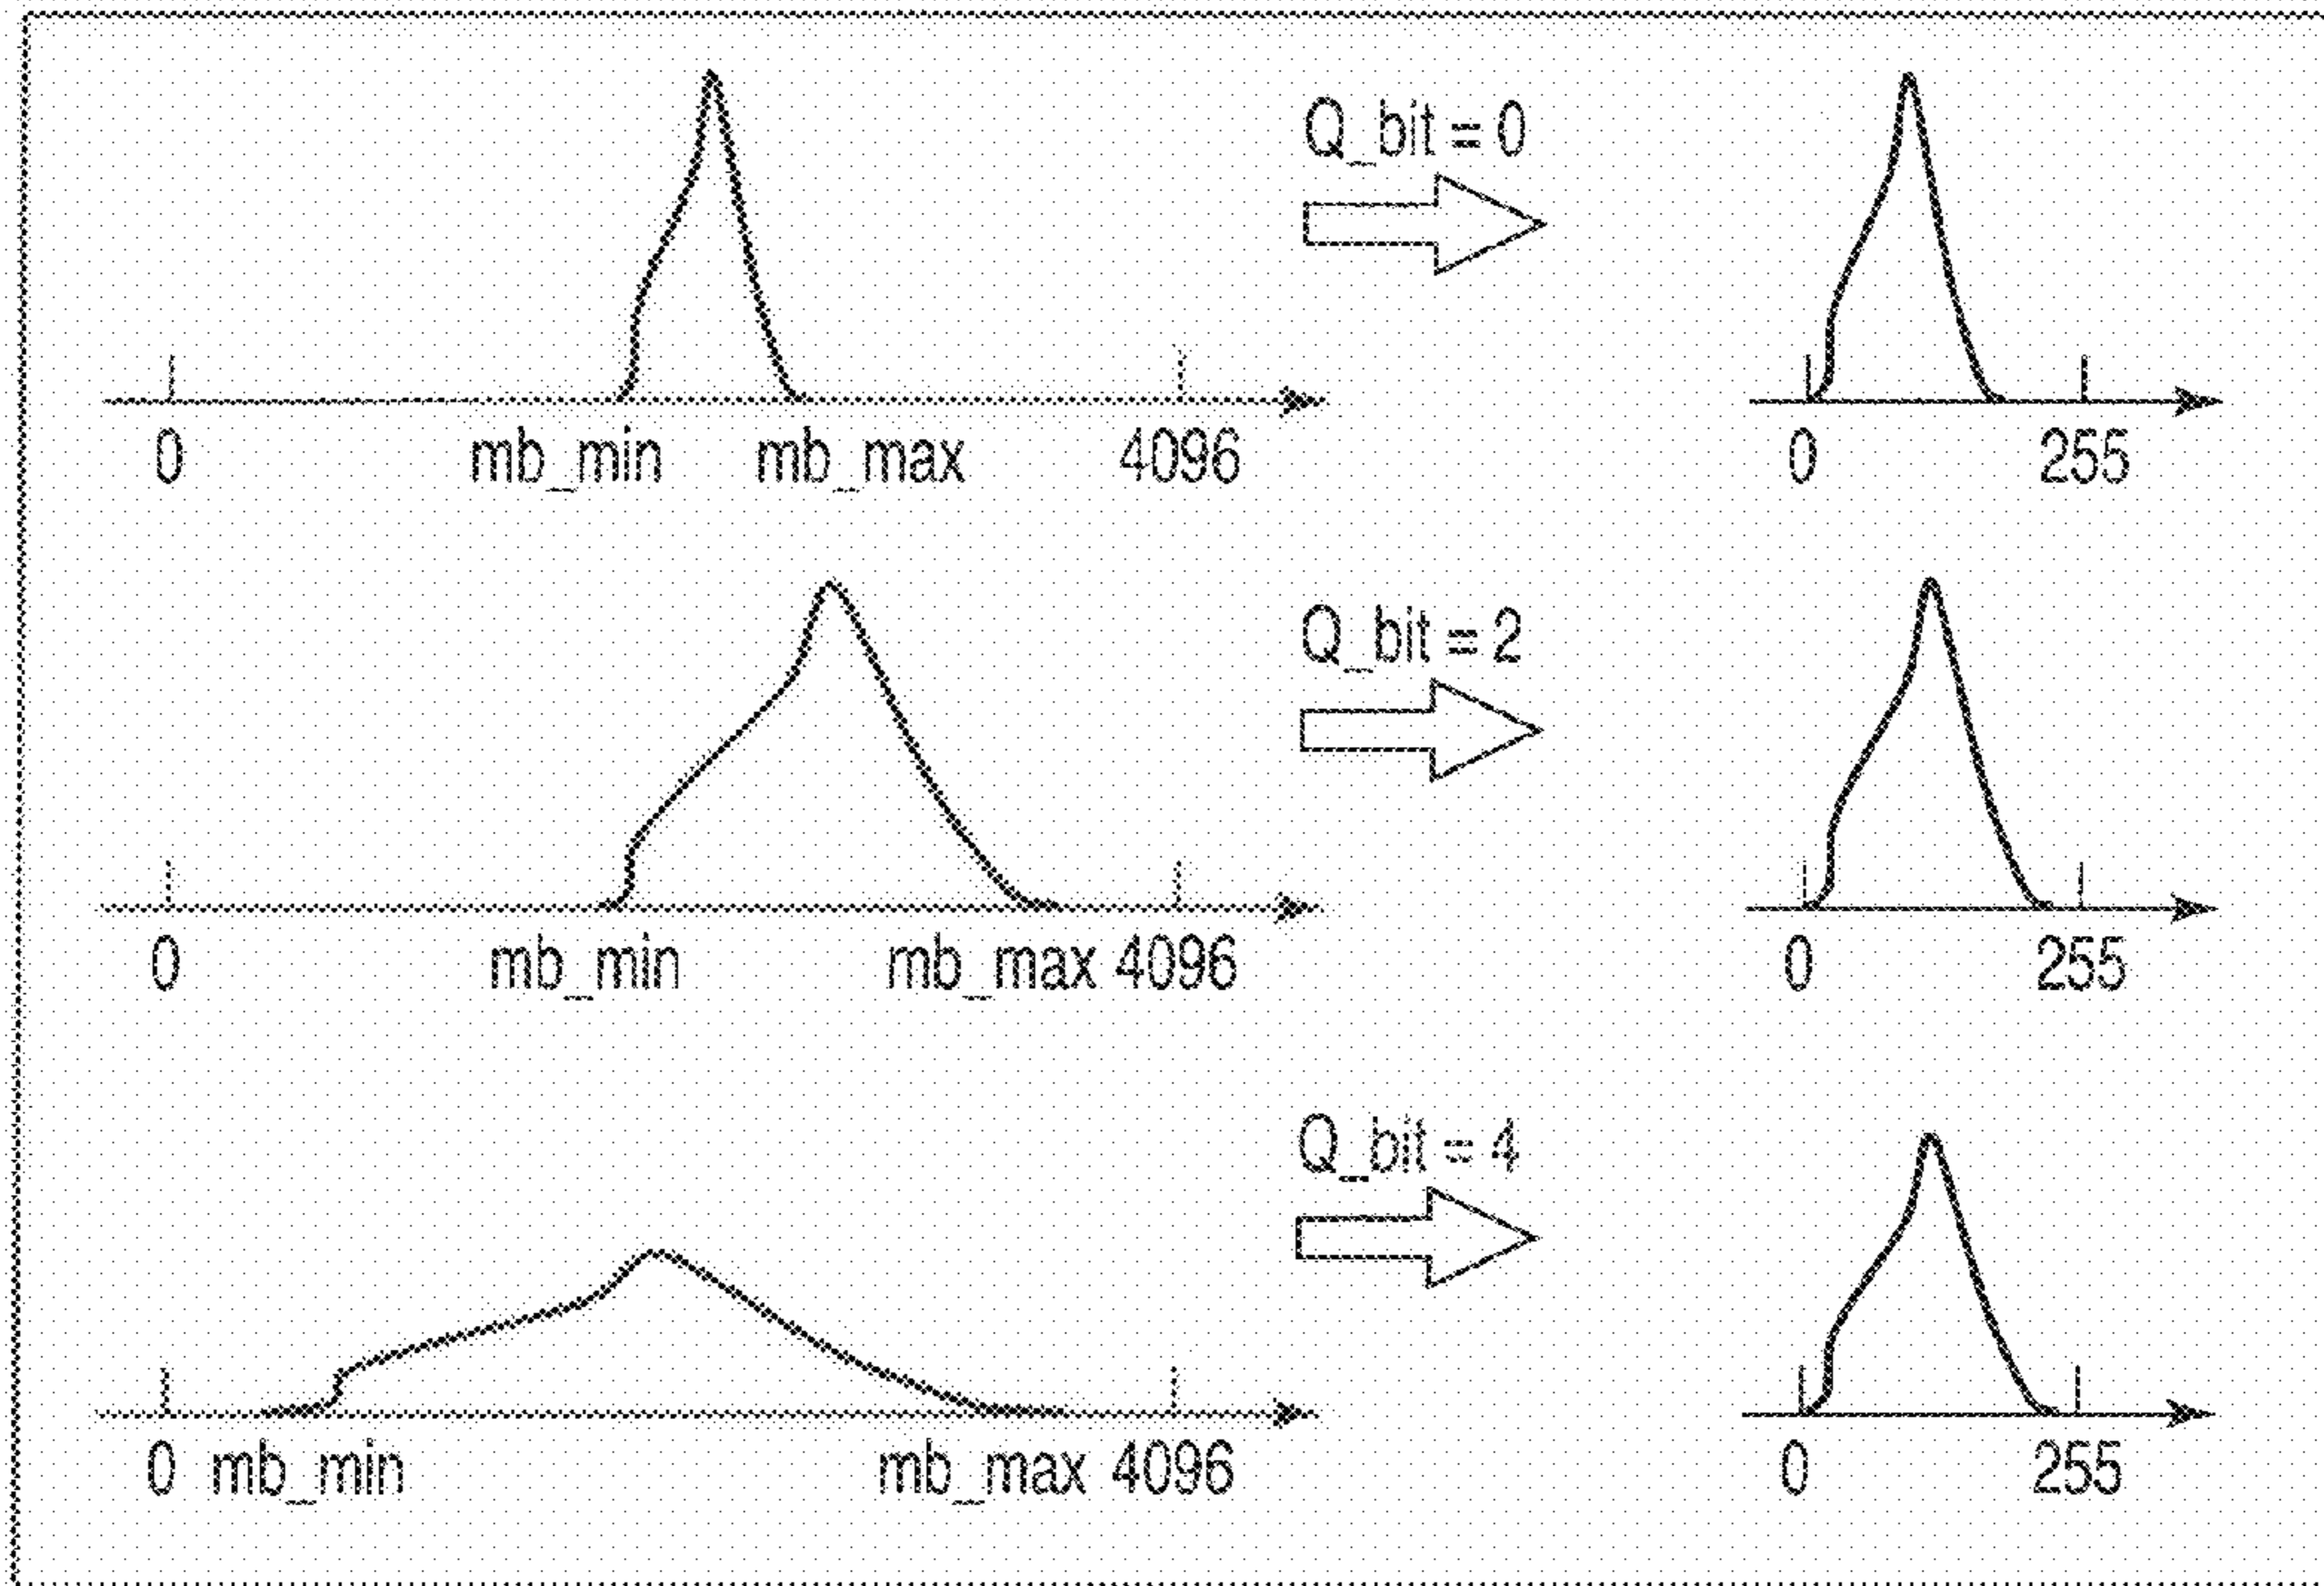 Q_bit = 0
0 mb_min mb_max 4096 0 255
Q_bit = 2
0 mb_min mb_max 4096 0 255
Q_bit = 4
0 mb_min mb_max 4096 0 255